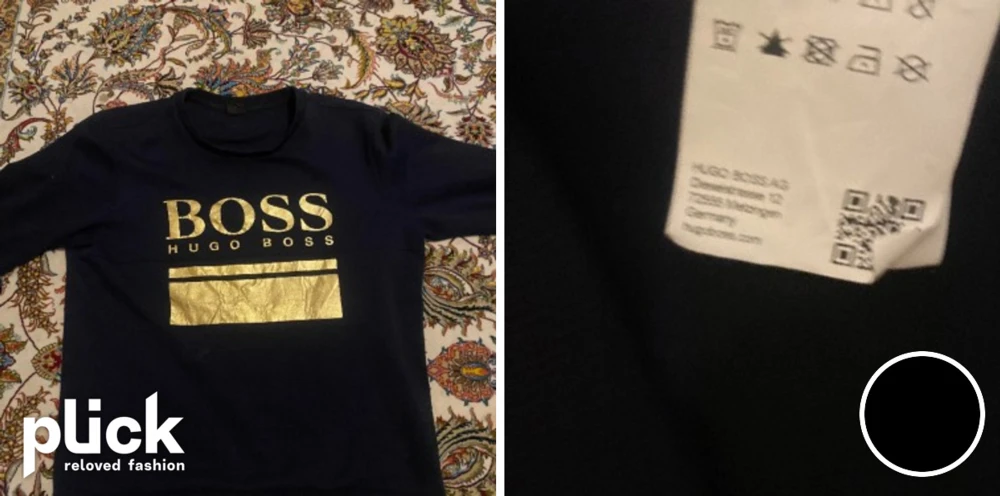 BOSS
HUGO BOSS
plick
reloved fashion
HUGO BOSS AG
Dieselstrasse 12
72555 Metzingen
Germany
hugoboss.com